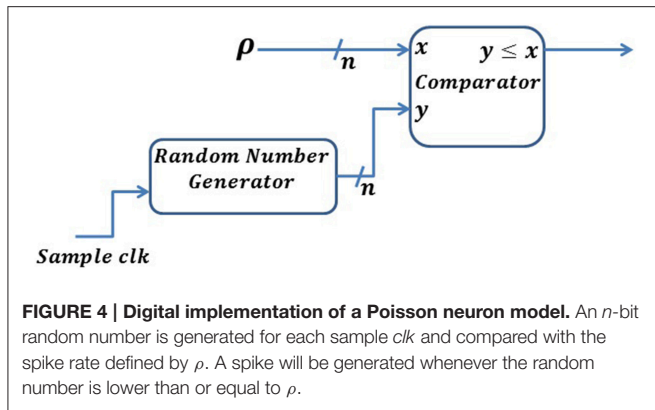 ρ
n
x
y ≤ x
Comparator
y
Random Number
Generator
n
Sample clk
FIGURE 4 | Digital implementation of a Poisson neuron model. An n-bit
random number is generated for each sample clk and compared with the
spike rate defined by ρ. A spike will be generated whenever the random
number is lower than or equal to ρ.